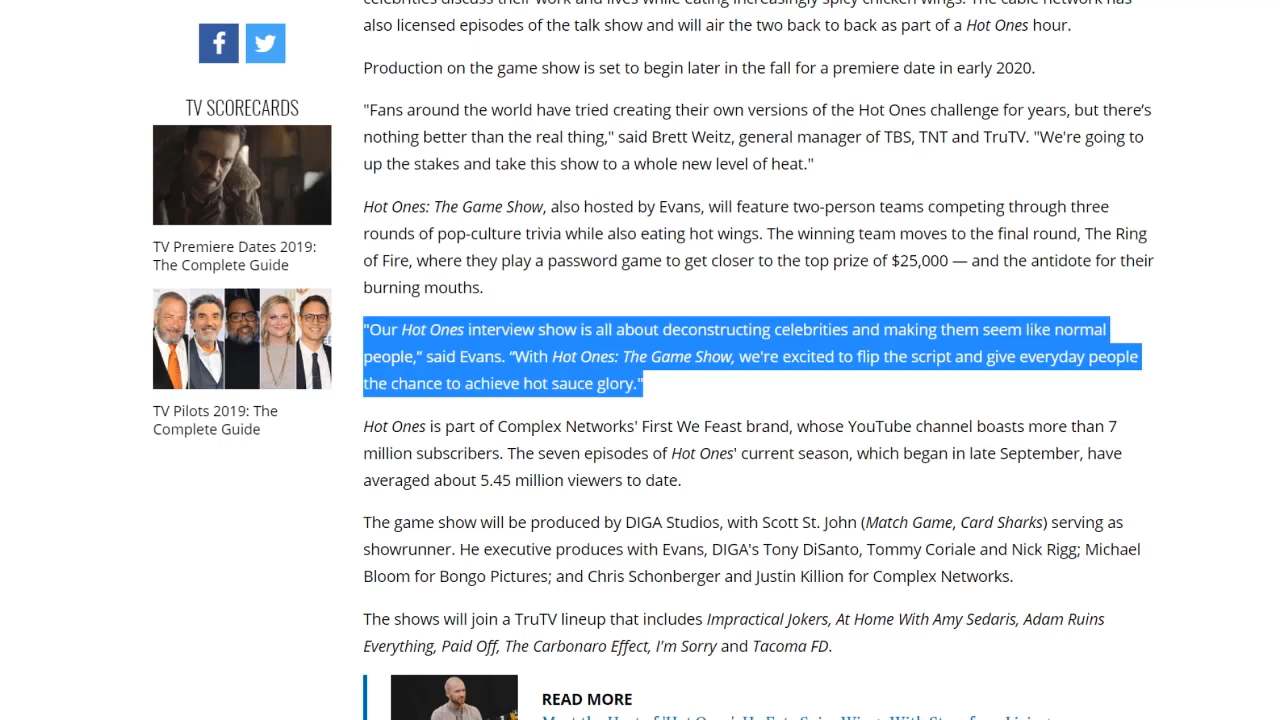 celebrities discuss their work and lives while eating increasingly spicy chicken wings. The cable network has
also licensed episodes of the talk show and will air the two back to back as part of a Hot Ones hour.
Production on the game show is set to begin later in the fall for a premiere date in early 2020.
TV SCORECARDS
"Fans around the world have tried creating their own versions of the Hot Ones challenge for years, but there’s
nothing better than the real thing," said Brett Weitz, general manager of TBS, TNT and TruTV. "We're going to
up the stakes and take this show to a whole new level of heat."
Hot Ones: The Game Show, also hosted by Evans, will feature two-person teams competing through three
rounds of pop-culture trivia while also eating hot wings. The winning team moves to the final round, The Ring
of Fire, where they play a password game to get closer to the top prize of $25,000 — and the antidote for their
burning mouths.
TV Premiere Dates 2019:
The Complete Guide
"Our Hot Ones interview show is all about deconstructing celebrities and making them seem like normal
people,” said Evans. “With Hot Ones: The Game Show, we're excited to flip the script and give everyday people
the chance to achieve hot sauce glory."
TV Pilots 2019: The
Complete Guide
Hot Ones is part of Complex Networks' First We Feast brand, whose YouTube channel boasts more than 7
million subscribers. The seven episodes of Hot Ones' current season, which began in late September, have
averaged about 5.45 million viewers to date.
The game show will be produced by DIGA Studios, with Scott St. John (Match Game, Card Sharks) serving as
showrunner. He executive produces with Evans, DIGA's Tony DiSanto, Tommy Coriale and Nick Rigg; Michael
Bloom for Bongo Pictures; and Chris Schonberger and Justin Killion for Complex Networks.
The shows will join a TruTV lineup that includes Impractical Jokers, At Home With Amy Sedaris, Adam Ruins
Everything, Paid Off, The Carbonaro Effect, I'm Sorry and Tacoma FD.
READ MORE